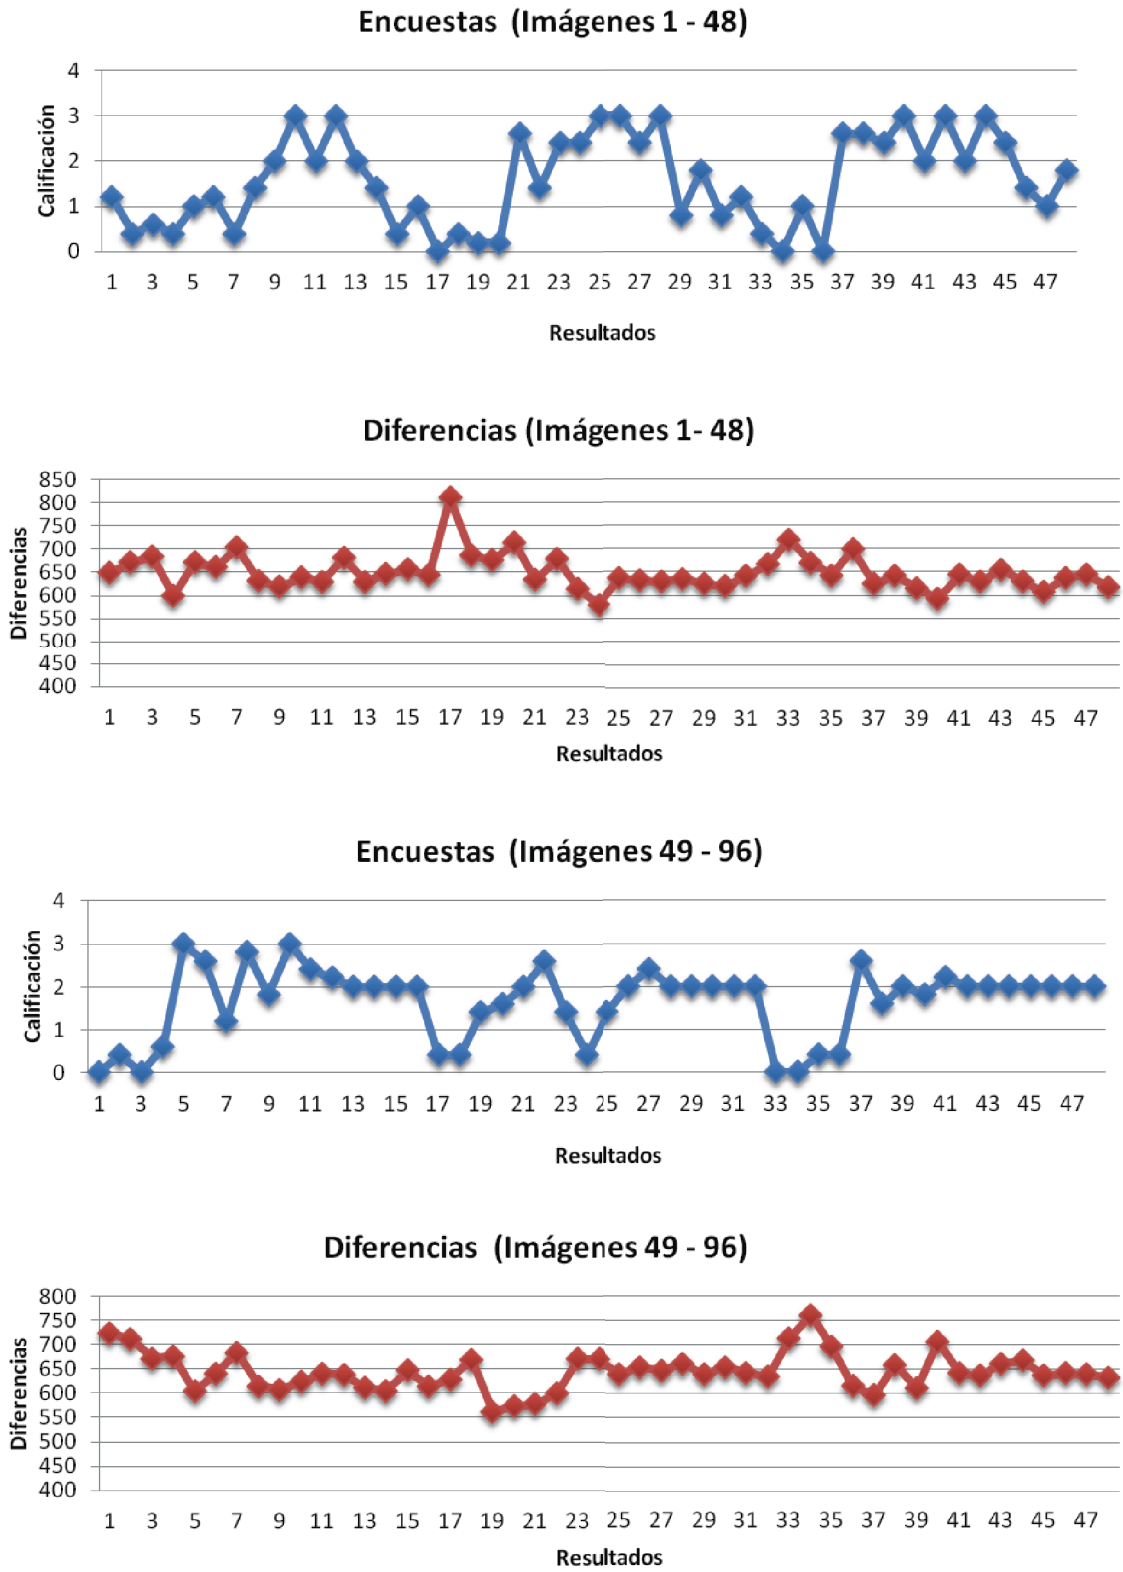 Encuestas (Imágenes 1 - 48)
4
3
2
1
0
Calificación
1 3 5 7 9 11 13 15 17 19 21 23 25 27 29 31 33 35 37 39 41 43 45 47
Resultados
Diferencias (Imágenes 1- 48)
850
800
750
700
650
600
550
500
450
400
Diferencias
1 3 5 7 9 11 13 15 17 19 21 23 25 27 29 31 33 35 37 39 41 43 45 47
Resultados
Encuestas (Imágenes 49 - 96)
4
3
2
1
0
Calificación
1 3 5 7 9 11 13 15 17 19 21 23 25 27 29 31 33 35 37 39 41 43 45 47
Resultados
Diferencias (Imágenes 49 - 96)
800
750
700
650
600
550
500
450
400
Diferencias
1 3 5 7 9 11 13 15 17 19 21 23 25 27 29 31 33 35 37 39 41 43 45 47
Resultados